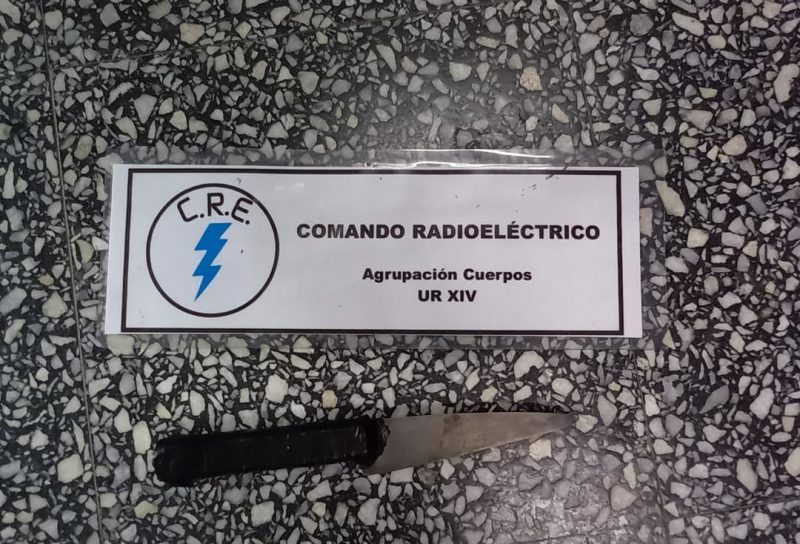 C.R.E.
COMANDO RADIOELÉCTRICO
Agrupación Cuerpos
UR XIV